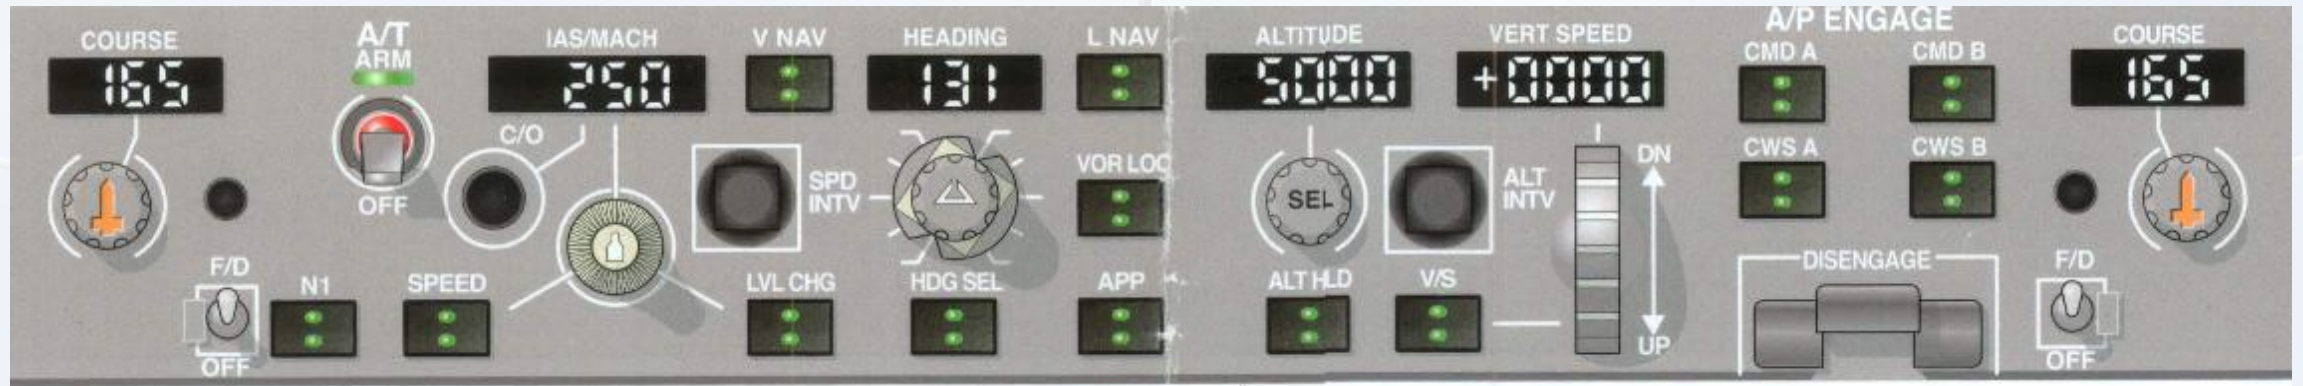 COURSE
165
A/T
ARM
OFF
IAS/MACH
250
C/O
V NAV
SPD
INTV
HEADING
131
L NAV
VOR LOC
F/D
OFF
N1
SPEED
LVL CHG
HDG SEL
APP
ALTITUDE
5000
SEL
VERT SPEED
+0000
ALT
INTV
DN
UP
ALT HLD
V/S
A/P ENGAGE
CMD A
CMD B
CWS A
CWS B
DISENGAGE
COURSE
165
F/D
OFF